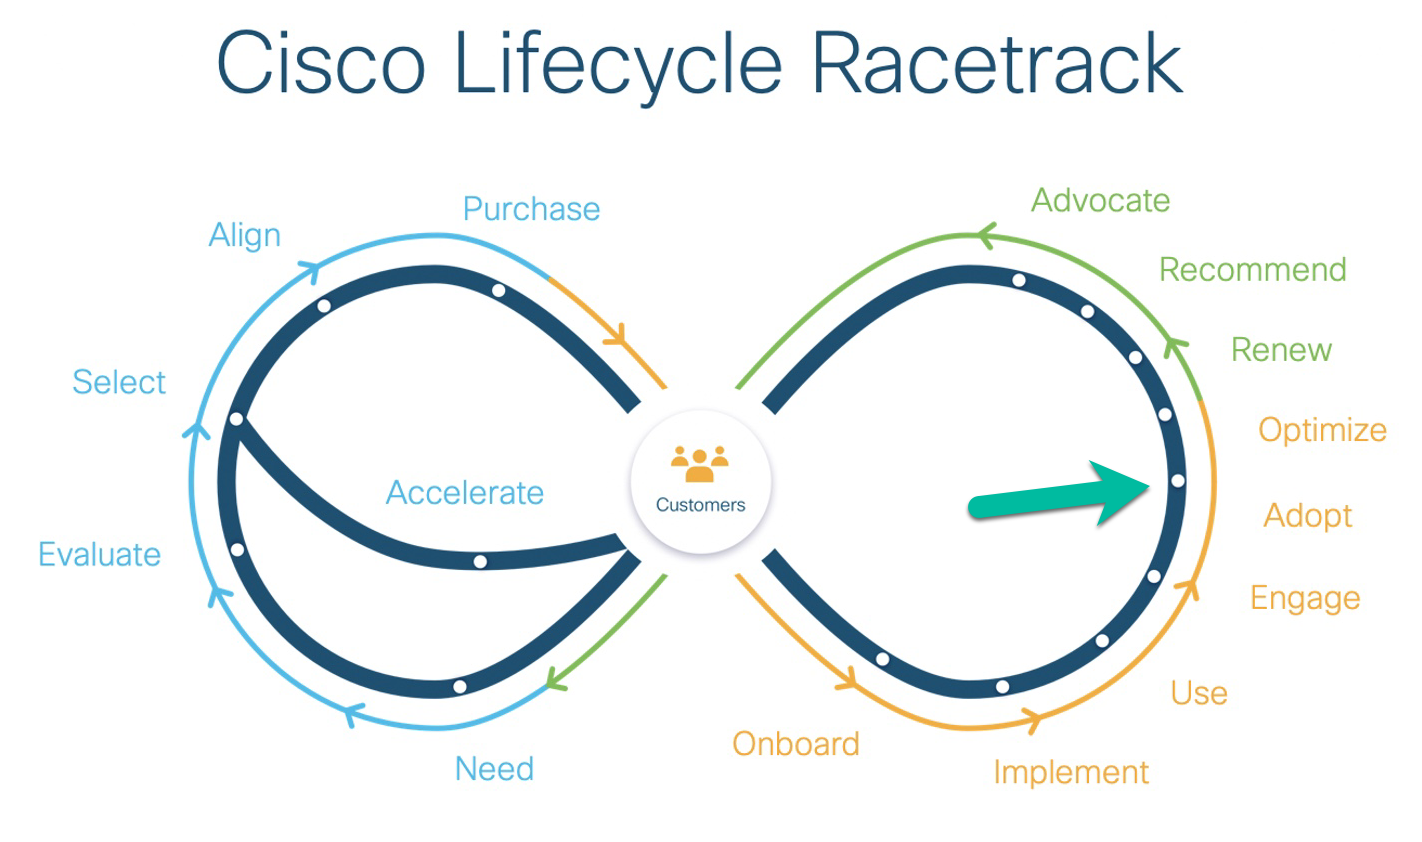 Cisco Lifecycle Racetrack
Purchase
Align
Select
Accelerate
Evaluate
Need
Customers
Advocate
Recommend
Renew
Optimize
Adopt
Engage
Use
Onboard
Implement